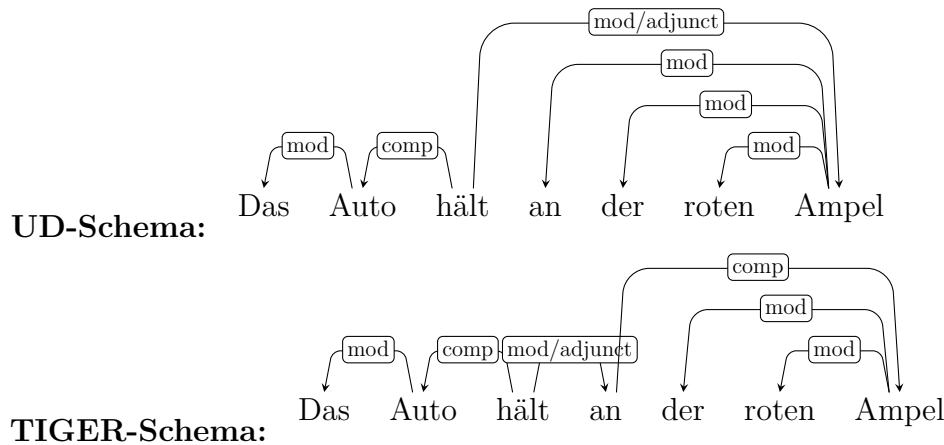 mod/adjunct
mod
mod
mod comp mod
UD-Schema: Das Auto hält an der roten Ampel
comp
mod
mod comp mod/adjunct mod
TIGER-Schema: Das Auto hält an der roten Ampel